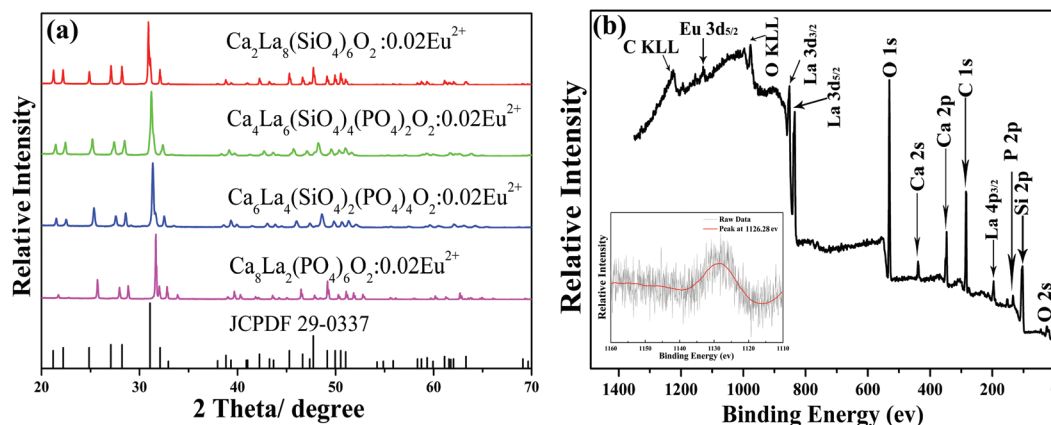 (a)
Ca2La8(SiO4)6O2:0.02Eu2+
Ca4La6(SiO4)4(PO4)2O2:0.02Eu2+
Ca6La4(SiO4)2(PO4)4O2:0.02Eu2+
Ca8La2(PO4)6O2:0.02Eu2+
JCPDF 29-0337
Relative Intensity
20 30 40 50 60 70
2 Theta/ degree
(b)
C KLL
Eu 3d5/2
O KLL
La 3d3/2
La 3d5/2
O 1s
Ca 2s
Ca 2p
C 1s
La 4p3/2
P 2p
Si 2p
O 2s
Relative Intensity
Raw Data
Peak at 1126.28 ev
Relative Intensity
1160 1150 1140 1130 1120 1110
Binding Energy (ev)
1400 1200 1000 800 600 400 200 0
Binding Energy (ev)